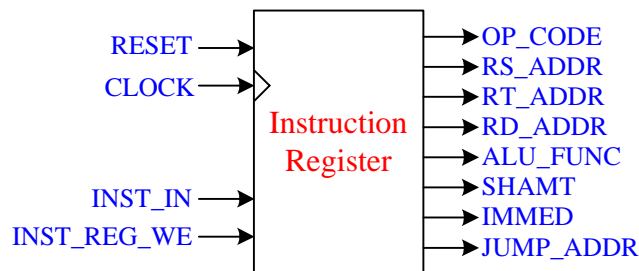 RESET
CLOCK
INST_IN
INST_REG_WE
Instruction
Register
OP_CODE
RS_ADDR
RT_ADDR
RD_ADDR
ALU_FUNC
SHAMT
IMMED
JUMP_ADDR